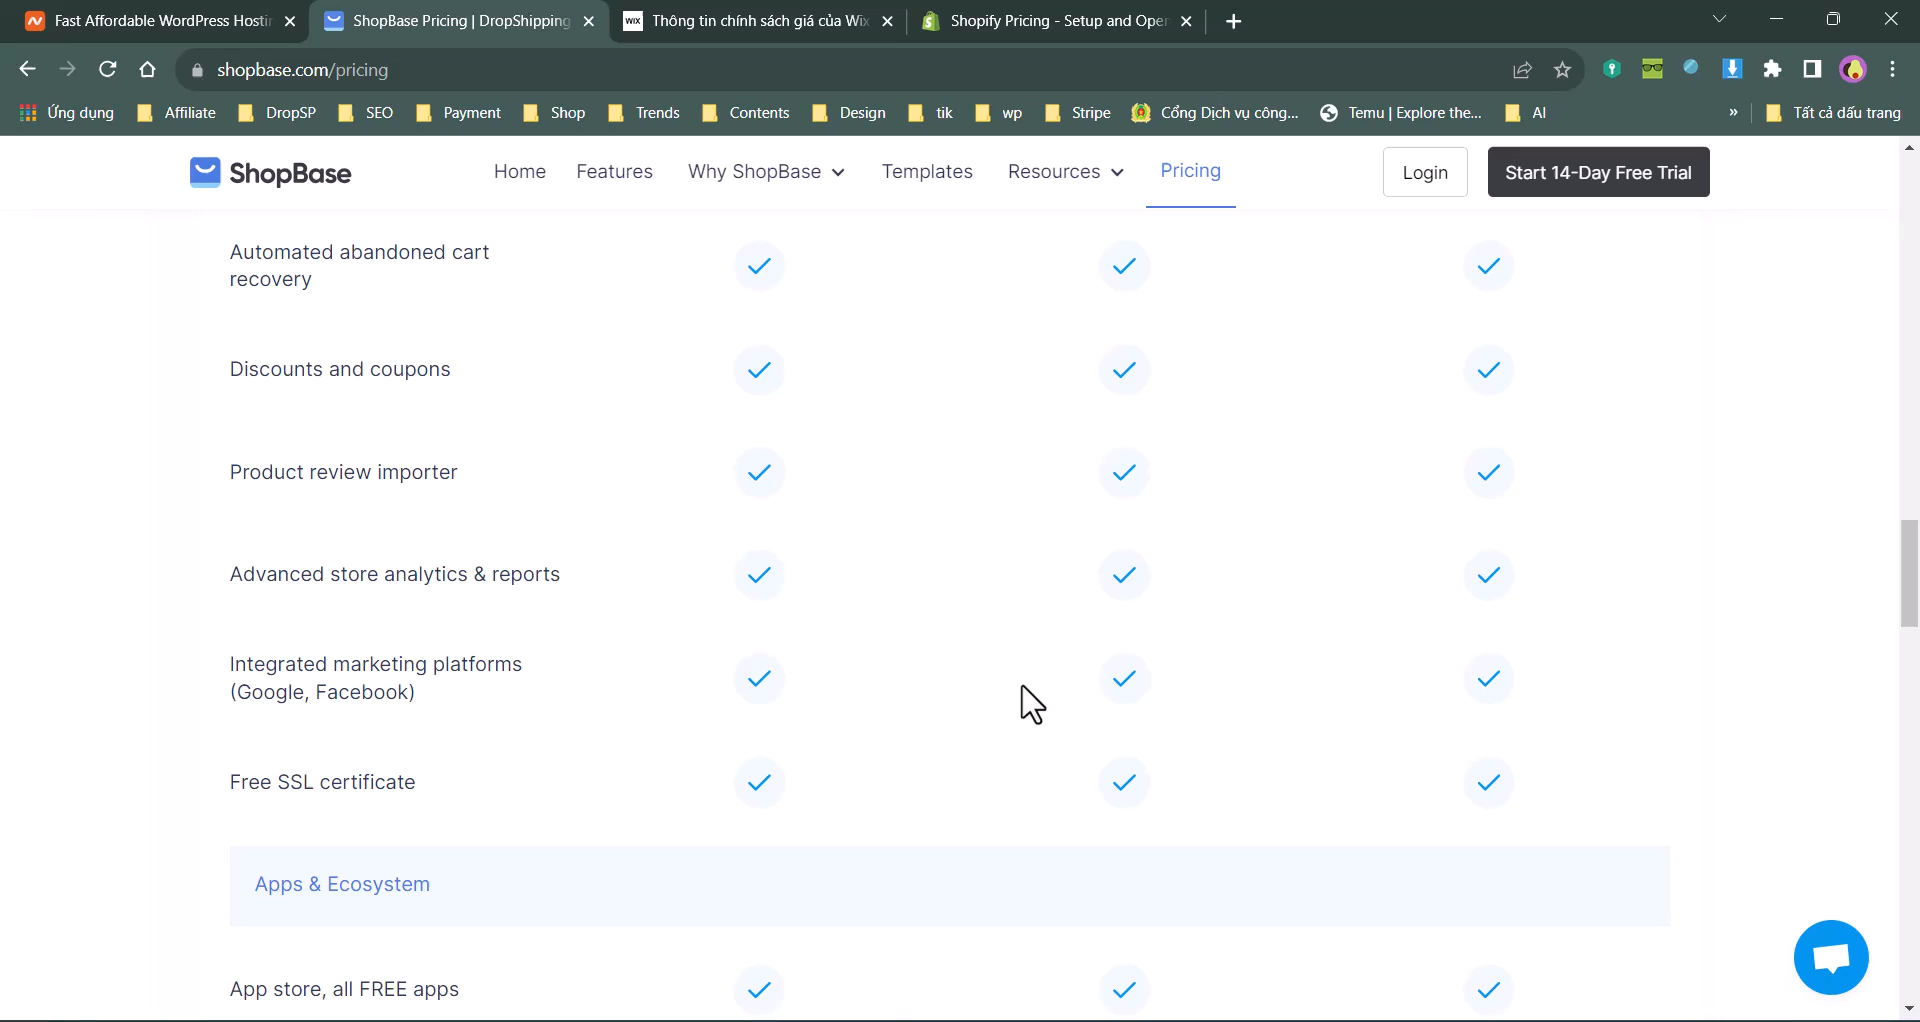 Fast Affordable WordPress Hostin
ShopBase Pricing | DropShipping
WIX
Thông tin chính sách giá của Wix
Shopify Pricing - Setup and Open
shopbase.com/pricing
Ứng dụng
Affiliate
DropSP
SEO
Payment
Shop
Trends
Contents
Design
tik
wp
Stripe
Cổng Dịch vụ công...
Temu | Explore the...
AI
»
Tất cả dấu trang
ShopBase
Home
Features
Why ShopBase
Templates
Resources
Pricing
Login
Start 14-Day Free Trial
Automated abandoned cart
recovery
Discounts and coupons
Product review importer
Advanced store analytics & reports
Integrated marketing platforms
(Google, Facebook)
Free SSL certificate
Apps & Ecosystem
App store, all FREE apps